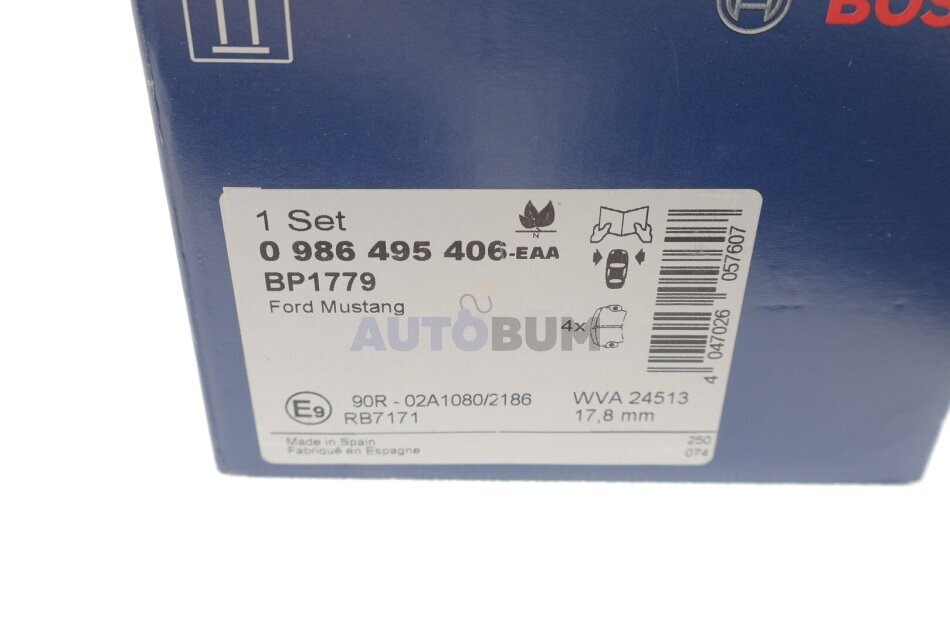 BOS
1 Set
N
0 986 495 406-EAA
BP1779
Ford Mustang
AUTOBUM
4x
4 047026 057607
E9
90R - 02A1080/2186
WVA 24513
RB7171
17,8 mm
Made in Spain
250
Fabriqué en Espagne
074